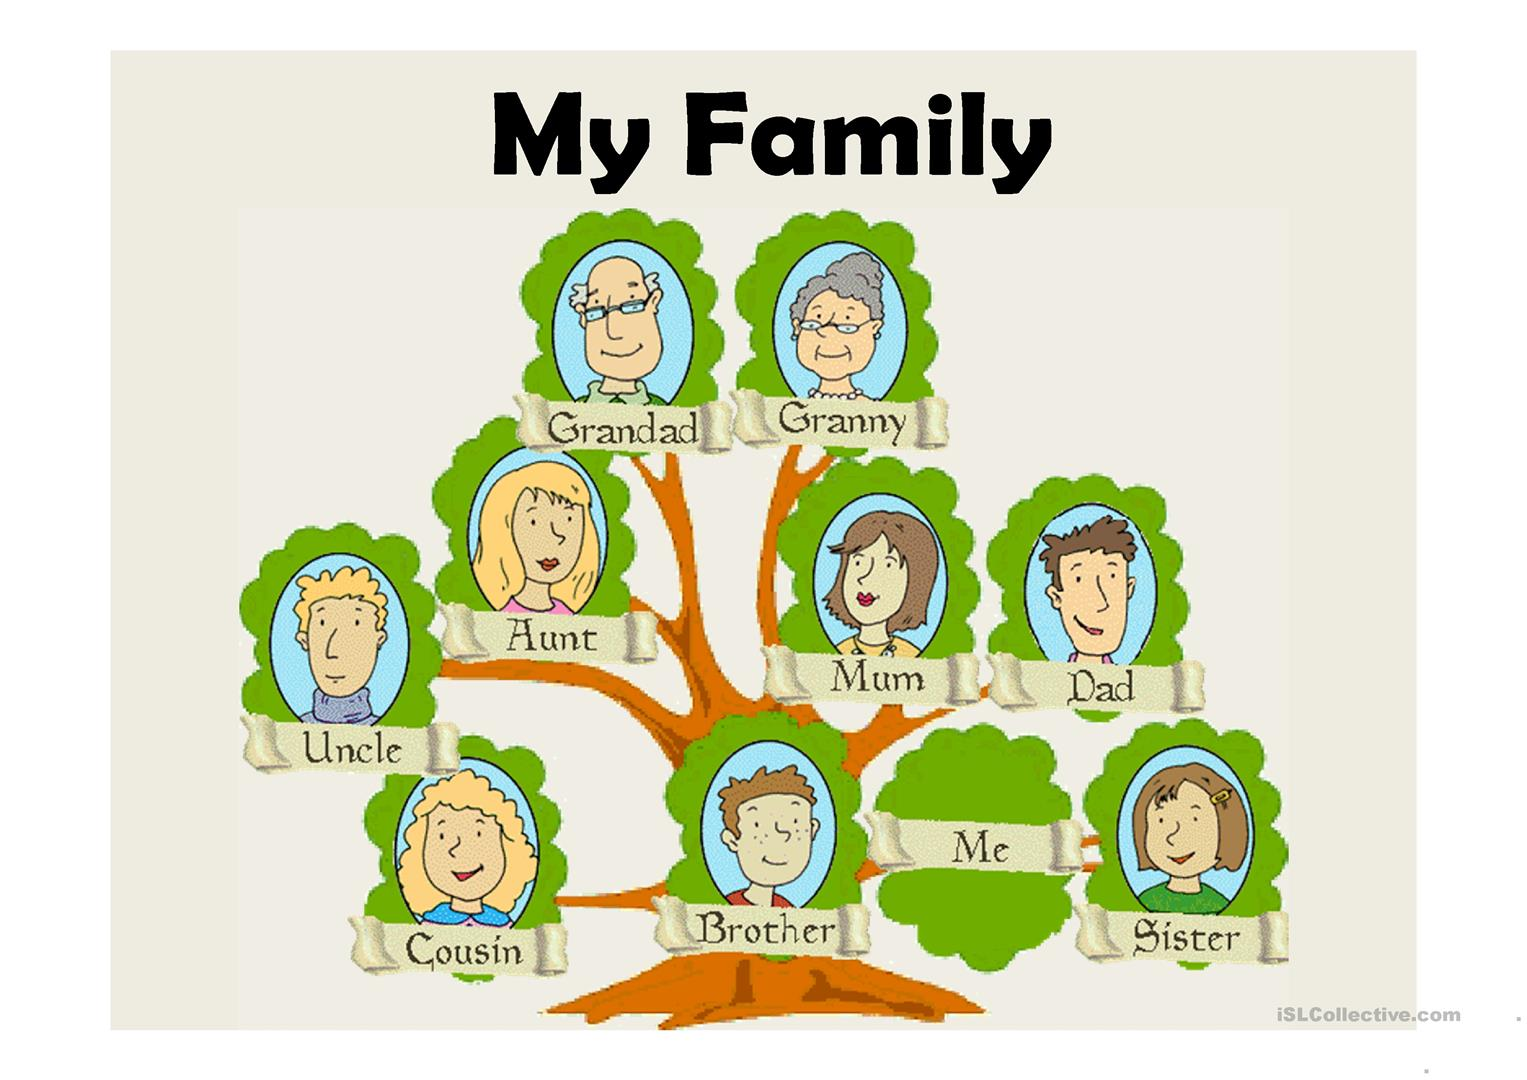 My Family
Grandad
Granny
Aunt
Mum
Dad
Uncle
Me
Cousin
Brother
Sister
iSLCollective.com